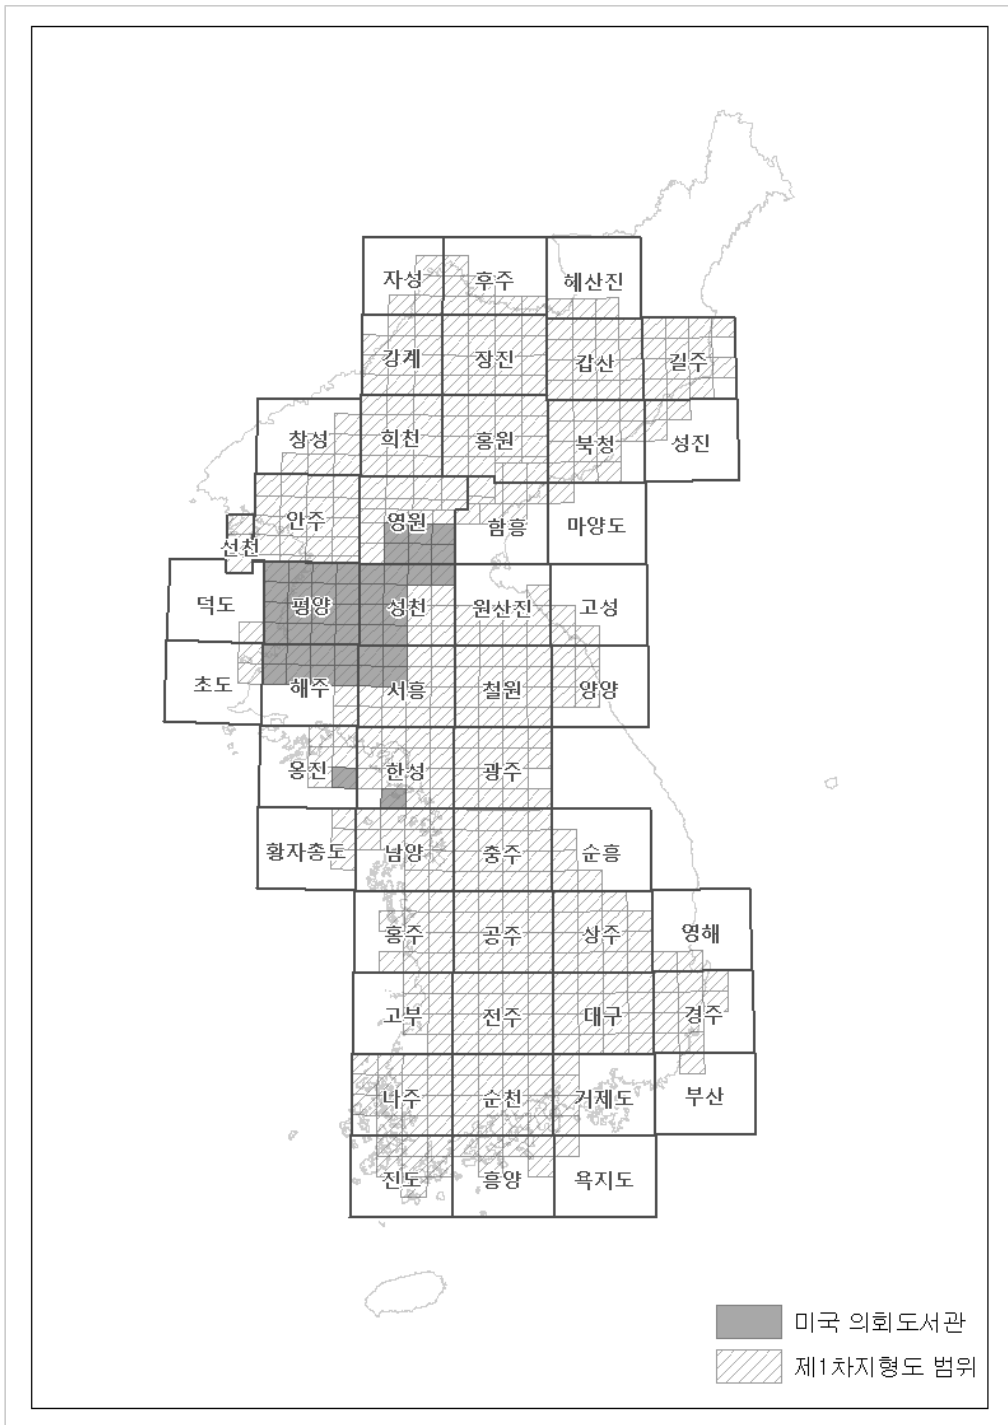 자성 후주 혜산진
강계 장진 갑산 길주
창성 희천 홍원 북청 성진
안주 영원 함흥 마양도
선천
덕도 평양 성천 원산진 고성
초도 해주 서흥 철원 양양
옹진 한성 광주
황자총도 남양 충주 순흥
홍주 공주 상주 영해
고부 전주 대구 경주
나주 순천 거제도 부산
진도 흥양 욕지도
미국 의회도서관
제1차지형도 범위